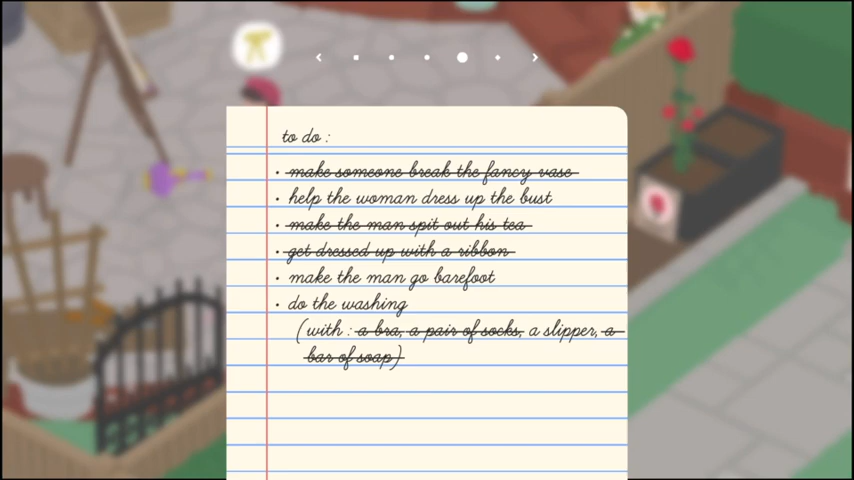 to do :
• make someone break the fancy vase
• help the woman dress up the bust
• make the man spit out his tea
• get dressed up with a ribbon
• make the man go barefoot
• do the washing
(with : a bra, a pair of socks, a slipper, a
bar of soap)